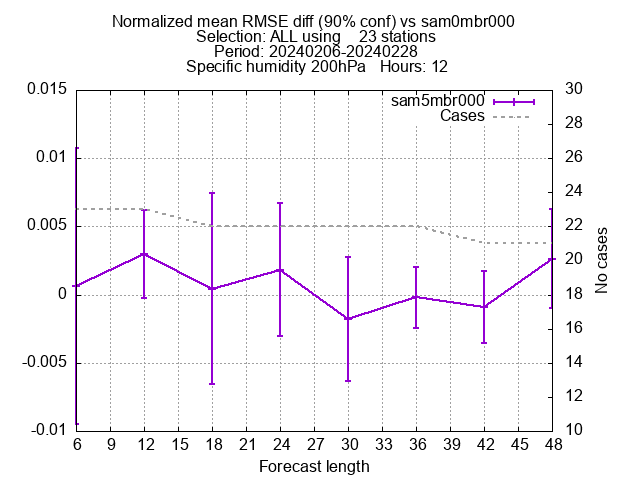 Normalized mean RMSE diff (90% conf) vs sam0mbr000
Selection: ALL using    23 stations
Period: 20240206-20240228
Specific humidity 200hPa   Hours: 12
sam5mbr000
Cases
0.015
0.01
0.005
0
-0.005
-0.01
30
28
26
24
22
20
18
16
14
12
10
No cases
6 9 12 15 18 21 24 27 30 33 36 39 42 45 48
Forecast length